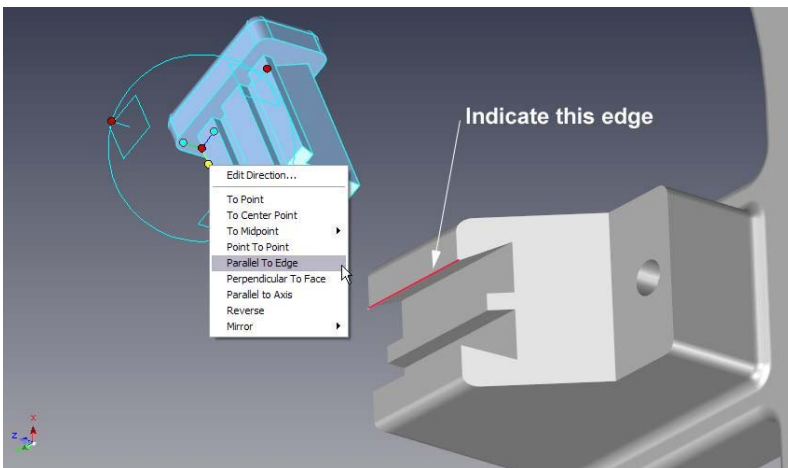 Indicate this edge
Edit Direction...
To Point
To Center Point
To Midpoint
Point To Point
Parallel To Edge
Perpendicular To Face
Parallel to Axis
Reverse
Mirror
x
z